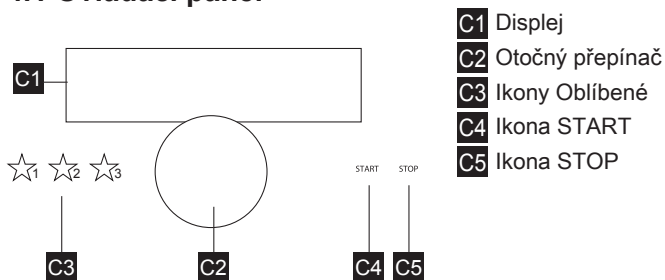 C1 Displej
C2 Otočný přepínač
C3 Ikony Oblíbené
C4 Ikona START
C5 Ikona STOP
C1
1 2 3
START STOP
C3 C2 C4 C5